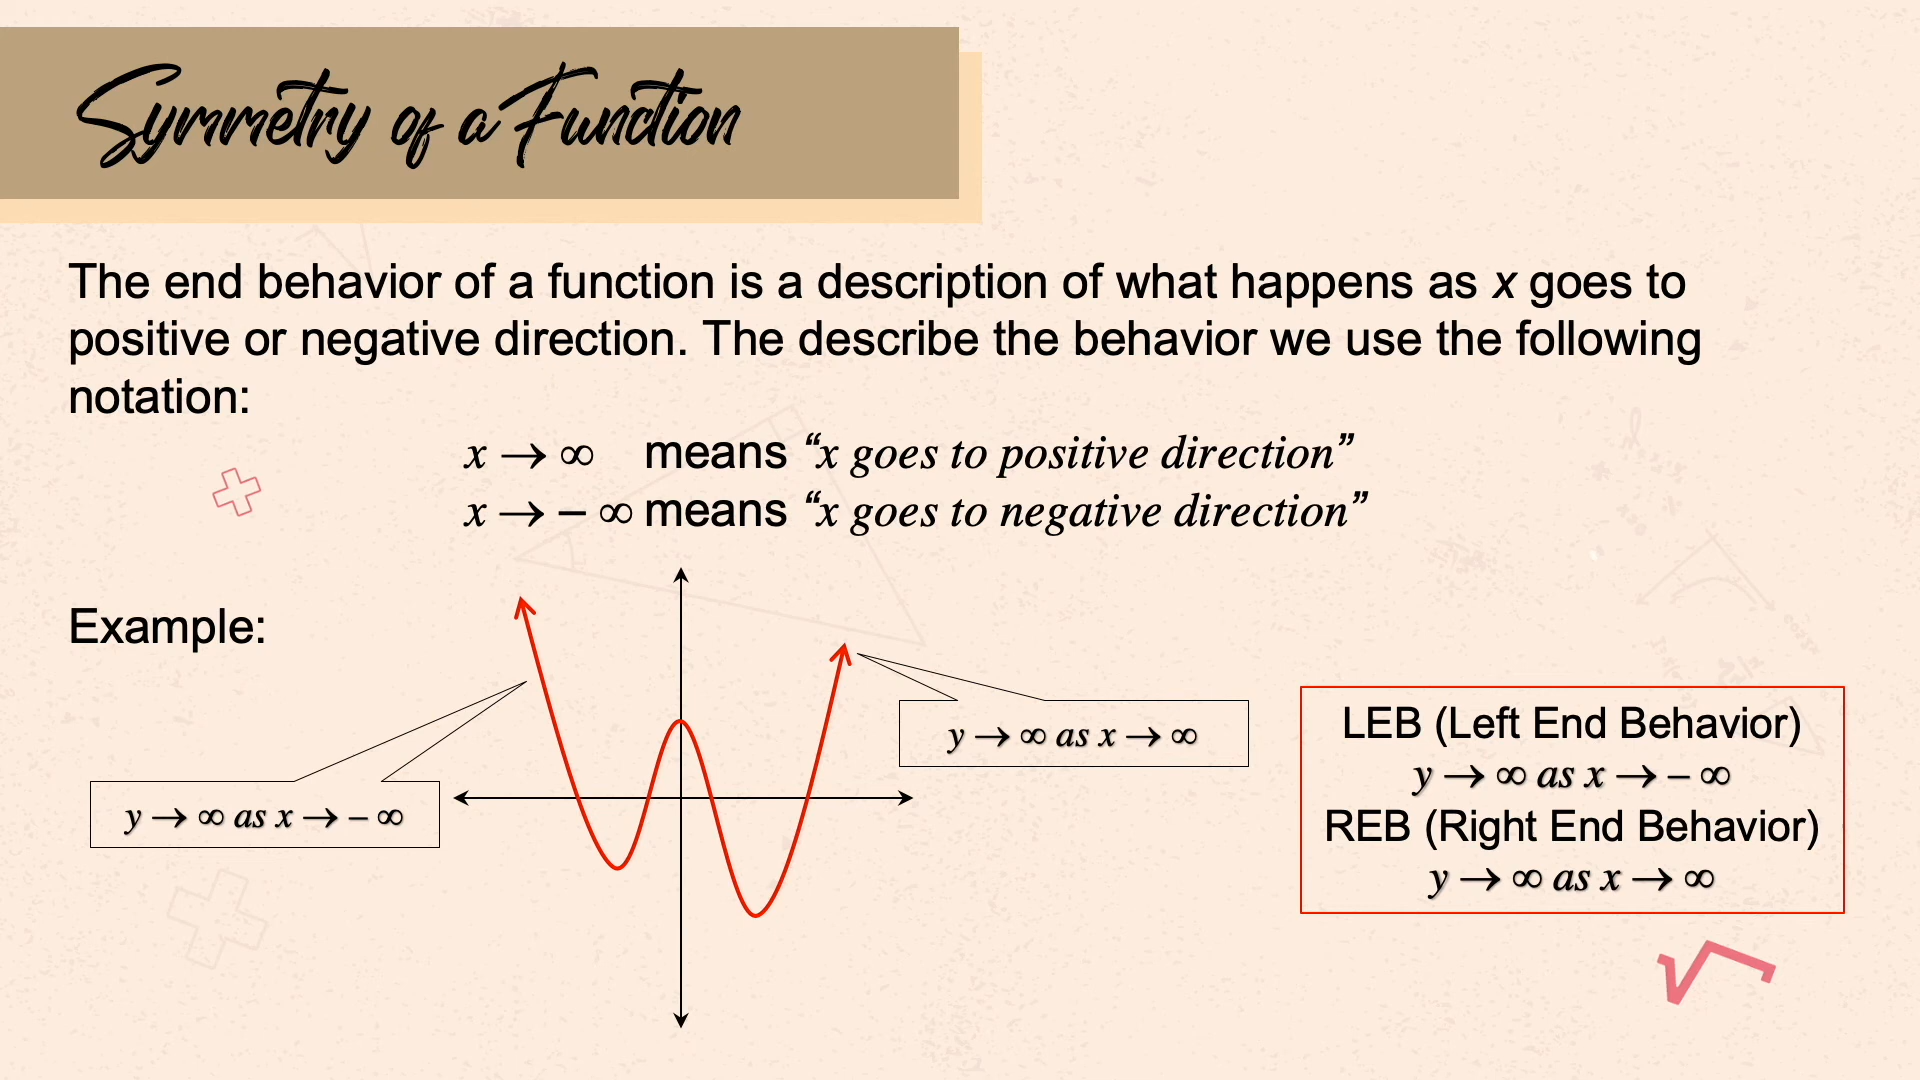 Symmetry of a Function
The end behavior of a function is a description of what happens as x goes to
positive or negative direction. The describe the behavior we use the following
notation:
x → ∞ means “x goes to positive direction”
x → – ∞ means “x goes to negative direction”
Example:
y → ∞ as x → ∞
y → ∞ as x → – ∞
LEB (Left End Behavior)
y → ∞ as x → – ∞
REB (Right End Behavior)
y → ∞ as x → ∞